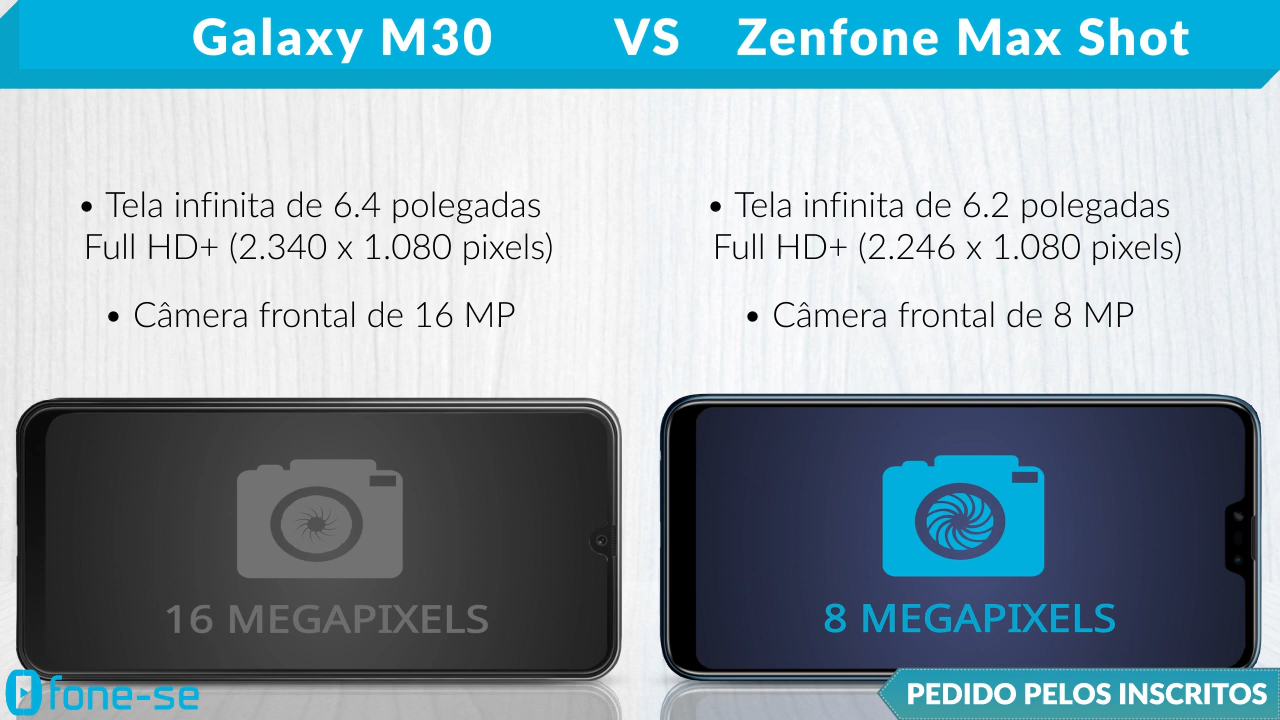 Galaxy M30 VS Zenfone Max Shot
• Tela infinita de 6.4 polegadas
Full HD+ (2.340 x 1.080 pixels)
• Câmera frontal de 16 MP
• Tela infinita de 6.2 polegadas
Full HD+ (2.246 x 1.080 pixels)
• Câmera frontal de 8 MP
16 MEGAPIXELS
8 MEGAPIXELS
fone-se
PEDIDO PELOS INSCRITOS